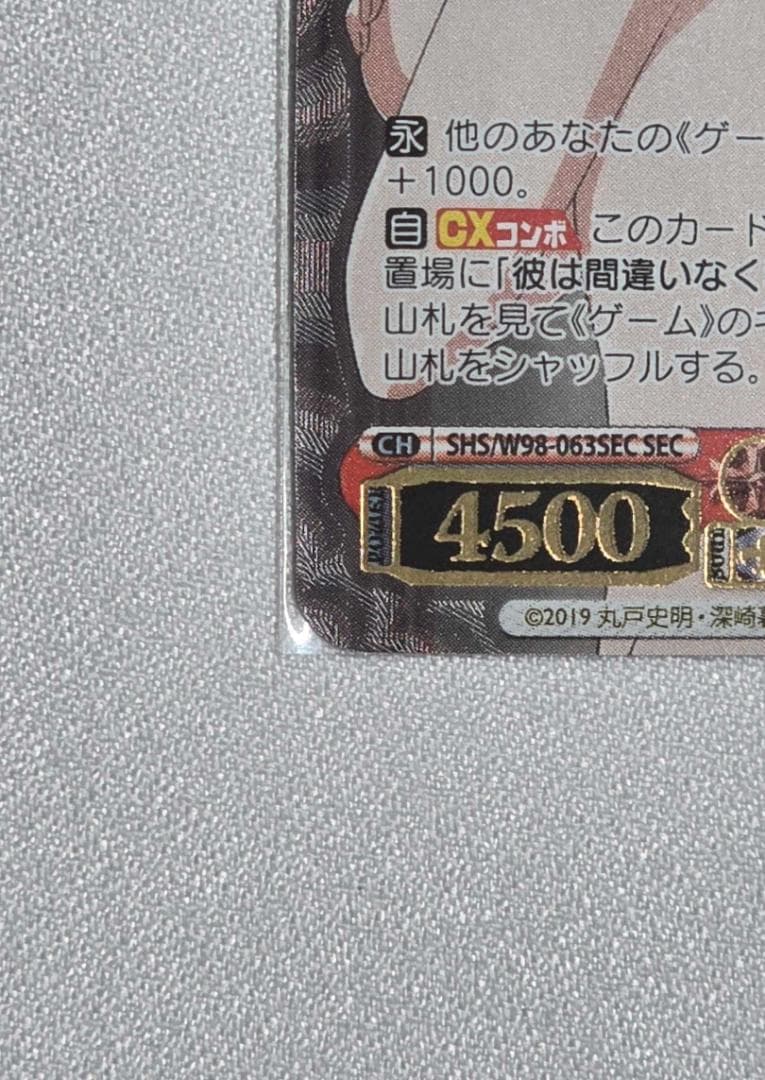 永 他のあなたの《ゲー
+1000。
自 CXコンボ このカード
置場に「彼は間違いなく
山札を見て《ゲーム》のキ
山札をシャッフルする。
CH SHS/W98-063SEC SEC
POWER 4500 soul
©2019 丸戸史明・深崎暮